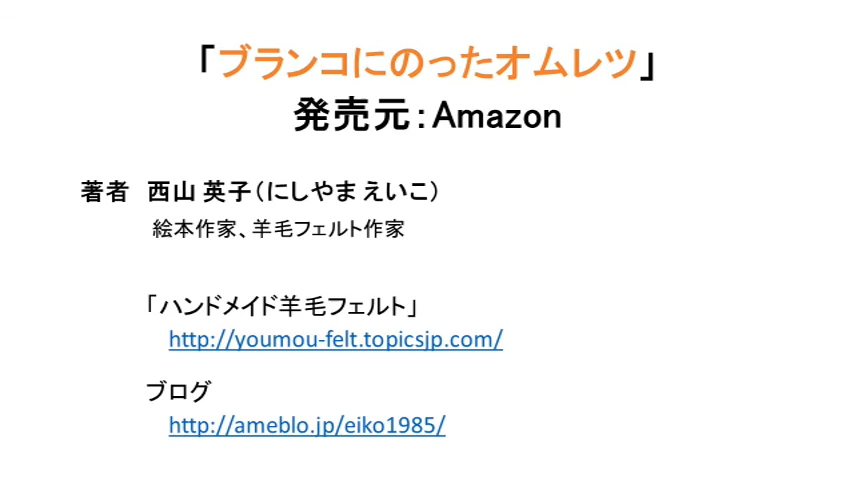 「ブランコにのったオムレツ」
発売元：Amazon
著者　西山 英子（にしやま えいこ）
絵本作家、羊毛フェルト作家
「ハンドメイド羊毛フェルト」
http://youmou-felt.topicsjp.com/
ブログ
http://ameblo.jp/eiko1985/